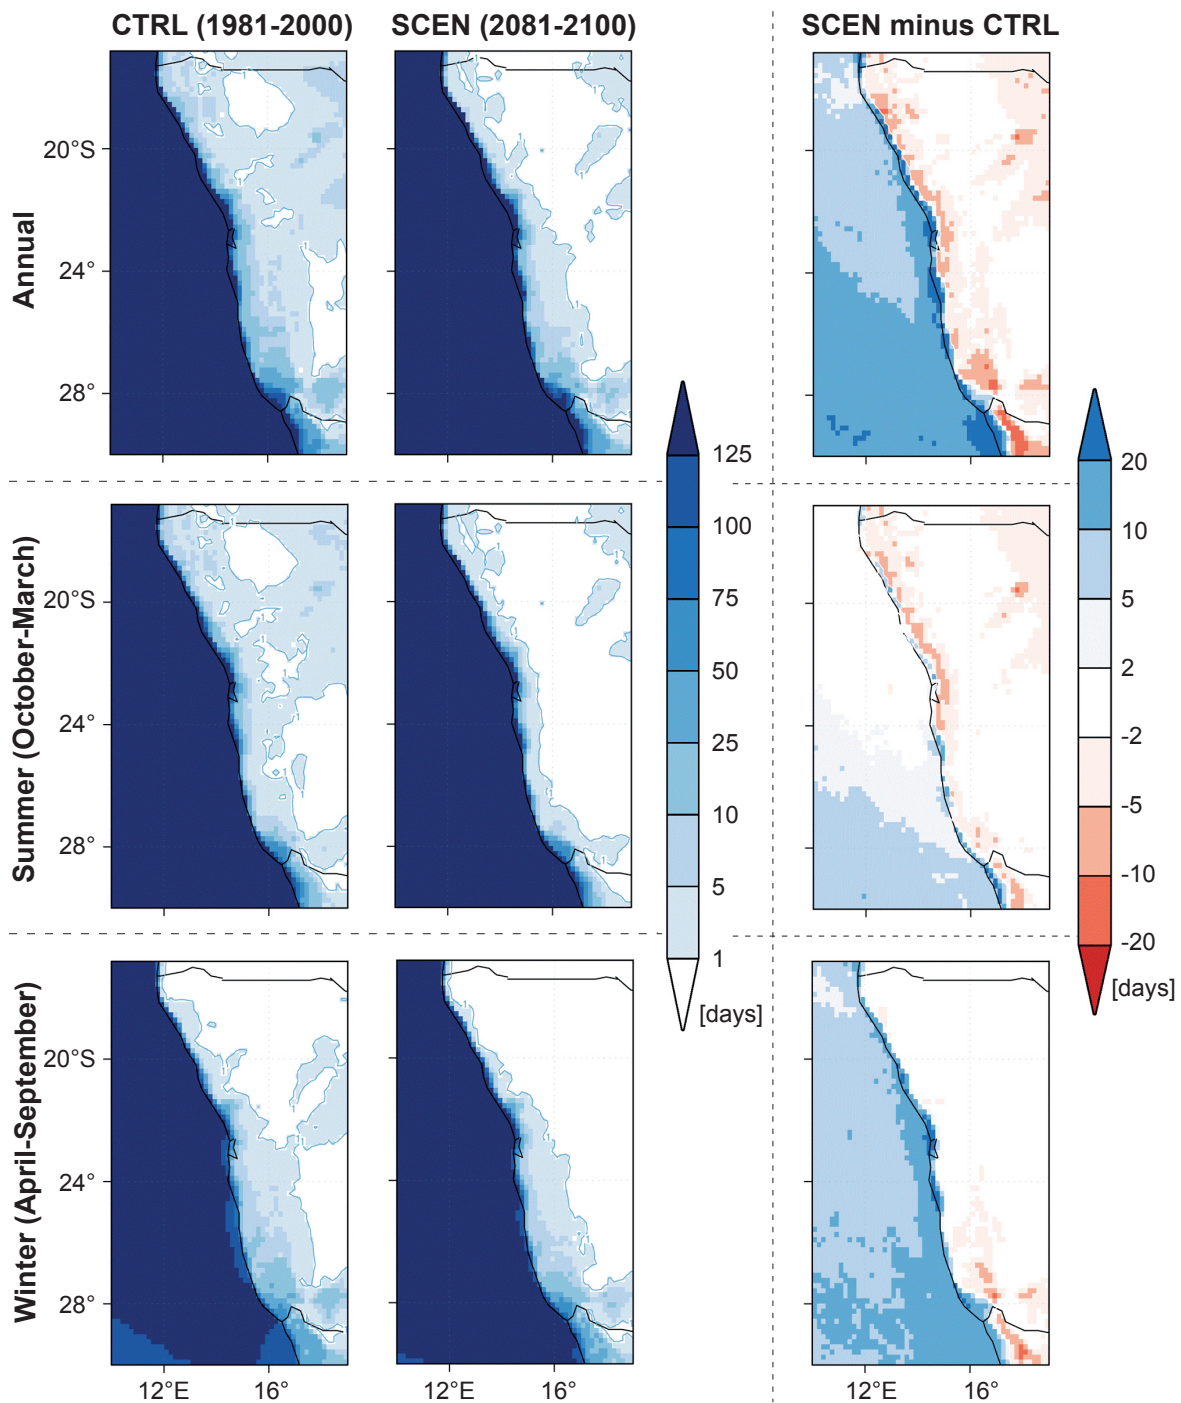 CTRL (1981-2000) SCEN (2081-2100) SCEN minus CTRL
Annual
20°S
24°
28°
Summer (October-March)
20°S
24°
28°
Winter (April-September)
20°S
24°
28°
12°E 16° 12°E 16° 12°E 16°
125
100
75
50
25
10
5
1
[days]
20
10
5
2
-2
-5
-10
-20
[days]